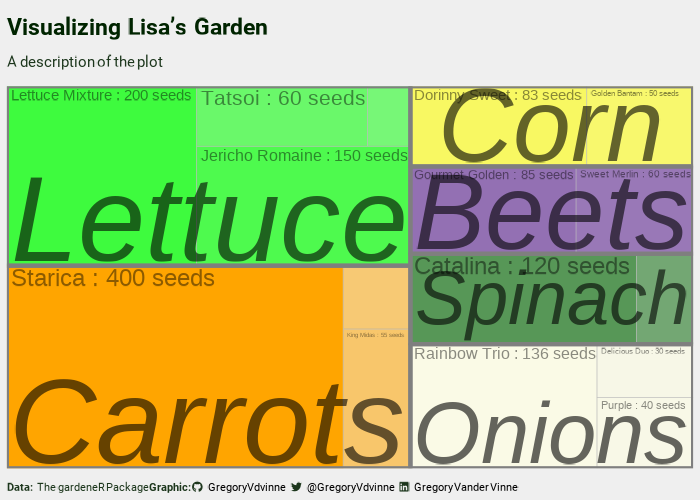 Visualizing Lisa’s Garden
A description of the plot
Lettuce Mixture : 200 seeds
Tatsoi : 60 seeds
Jericho Romaine : 150 seeds
Lettuce
Starica : 400 seeds
King Midas : 55 seeds
Carrots
Dorinny Sweet : 83 seeds
Golden Bantam : 50 seeds
Corn
Gourmet Golden : 85 seeds
Sweet Merlin : 60 seeds
Beets
Catalina : 120 seeds
Spinach
Rainbow Trio : 136 seeds
Delicious Duo : 30 seeds
Purple : 40 seeds
Onions
Data: The gardeneR Package Graphic: GregoryVdvinne @GregoryVdvinne Gregory Vander Vinne